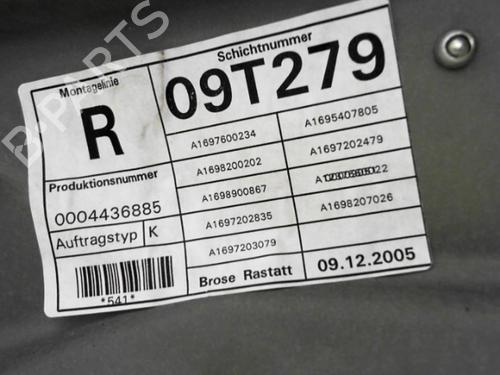 Montagelinie
R
Schichtnummer
09T279
Produktionsnummer
0004436885
Auftragstyp K
*541*
A1697600234
A1698200202
A1698900867
A1697202835
A1697203079
A1695407805
A1697202479
A1698207026
Brose Rastatt
09.12.2005
B-PARTS